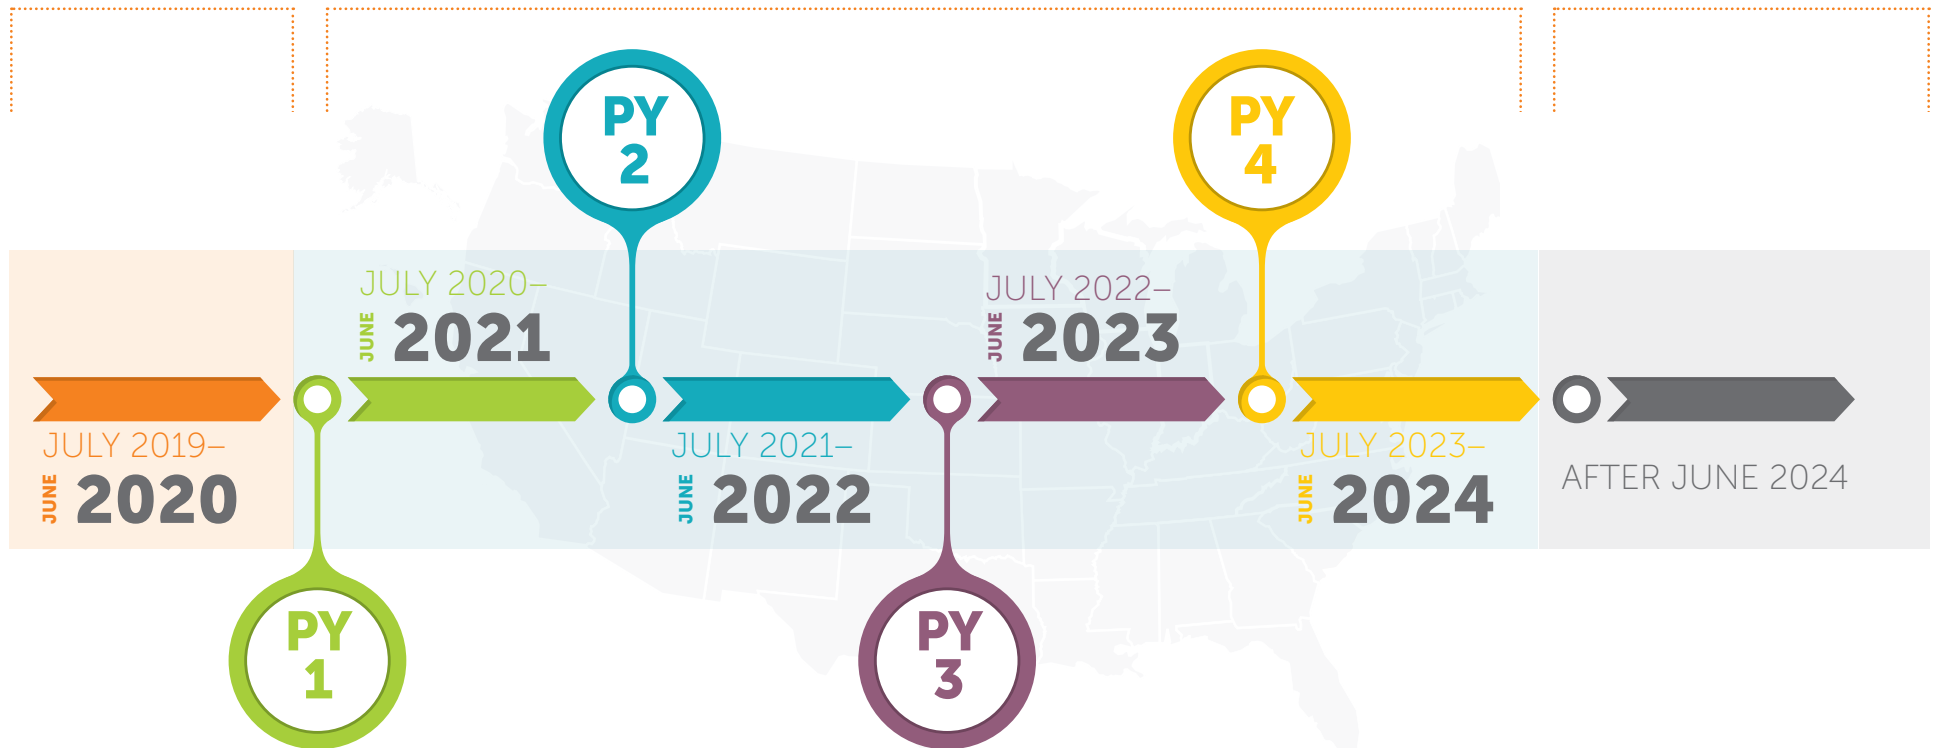 JULY 2019–
JUNE 2020
PY
1
JULY 2020–
JUNE 2021
PY
2
JULY 2021–
JUNE 2022
PY
3
JULY 2022–
JUNE 2023
PY
4
JULY 2023–
JUNE 2024
AFTER JUNE 2024